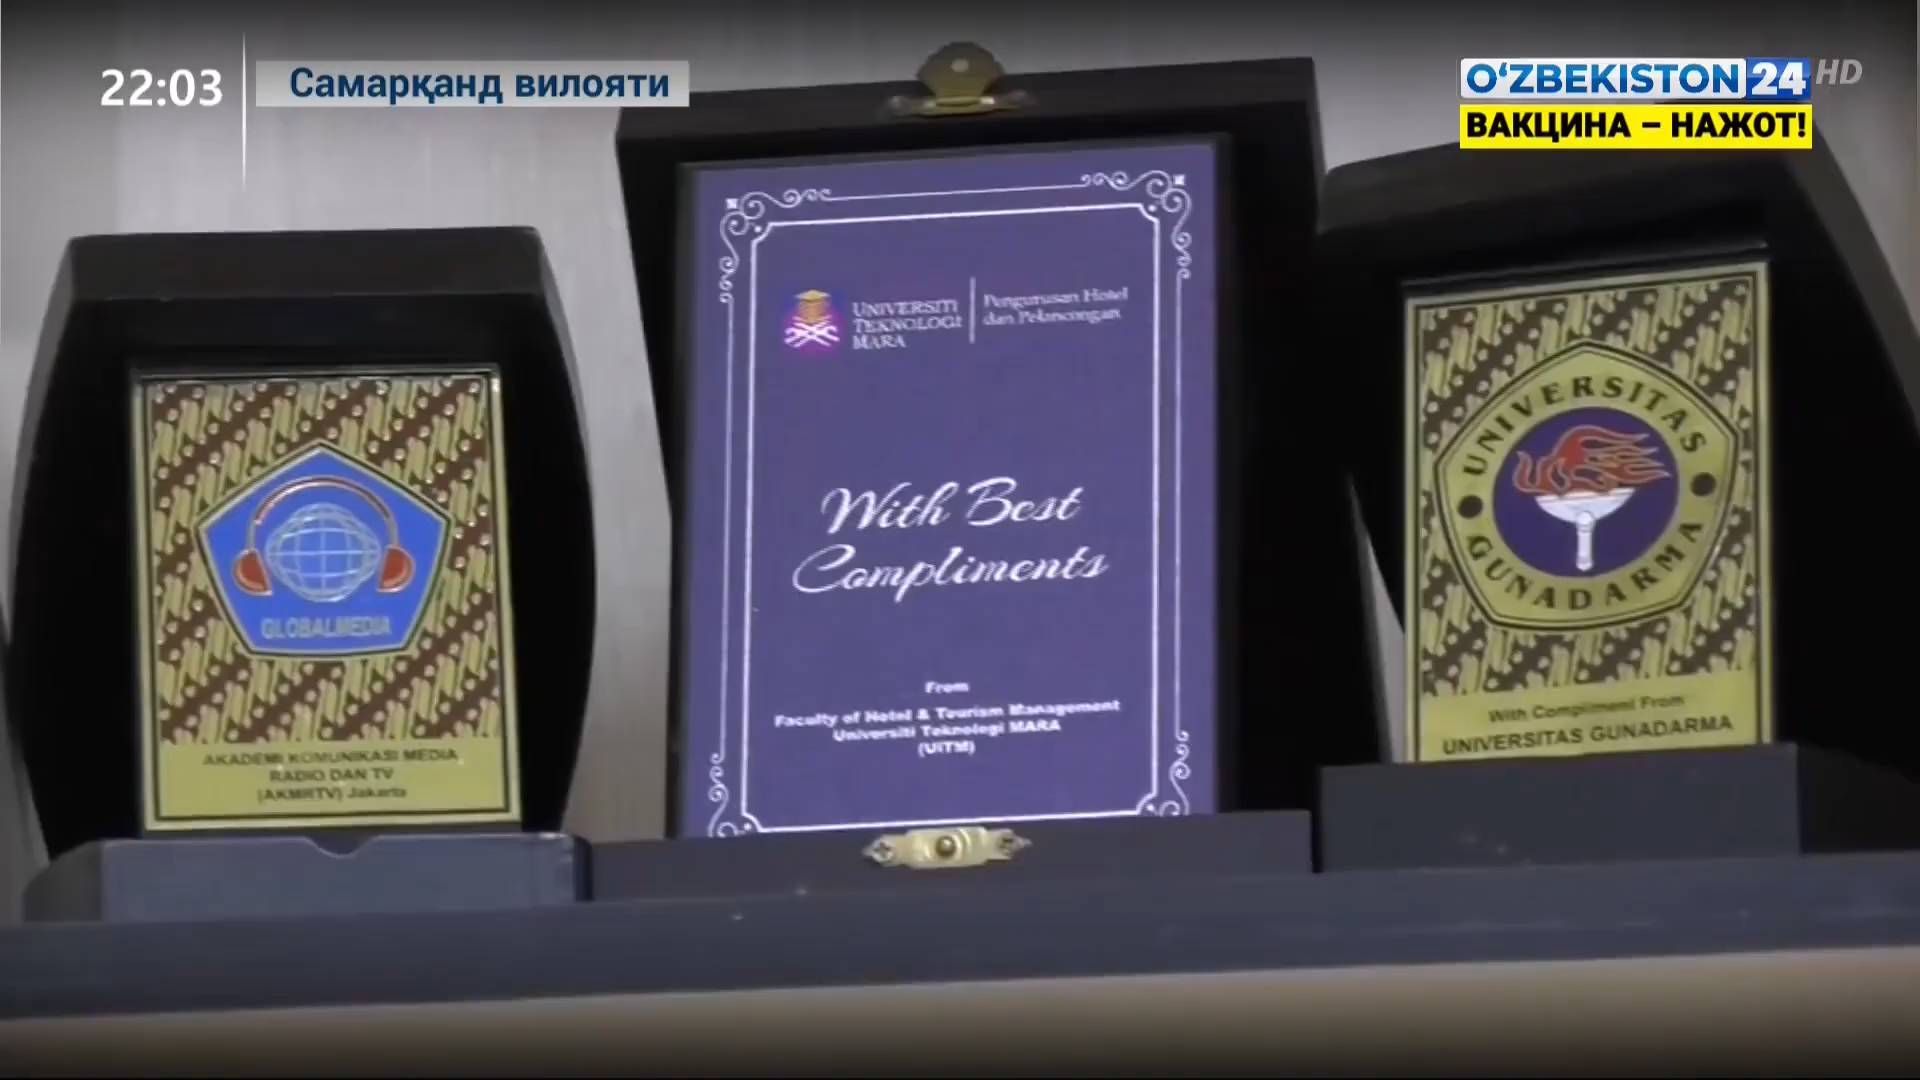 22:03
Самарқанд вилояти
O'ZBEKISTON 24 HD
ВАКЦИНА – НАЖОТ!
GLOBALMEDIA
AKADEMI KOMUNIKASI MEDIA
RADIO DAN TV
(AKMRTV) Jakarta
UNIVERSITI
TEKNOLOGI
MARA
Pengurusan Hotel
dan Pelancongan
With Best
Compliments
From
Faculty of Hotel & Tourism Management
Universiti Teknologi MARA
(UiTM)
UNIVERSITAS
GUNADARMA
With Compliment From
UNIVERSITAS GUNADARMA